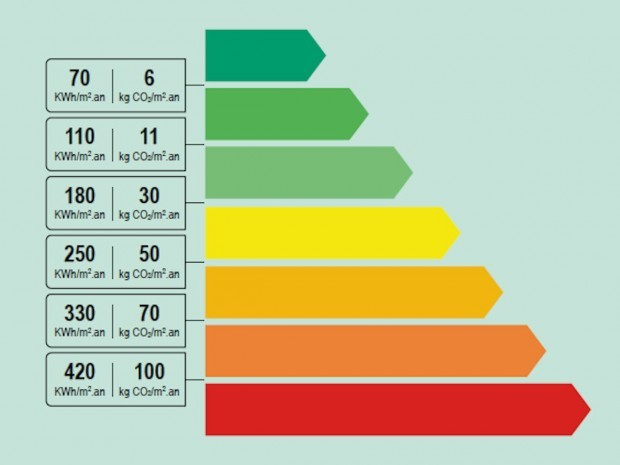 70 6
KWh/m².an kg CO₂/m².an
110 11
KWh/m².an kg CO₂/m².an
180 30
KWh/m².an kg CO₂/m².an
250 50
KWh/m².an kg CO₂/m².an
330 70
KWh/m².an kg CO₂/m².an
420 100
KWh/m².an kg CO₂/m².an